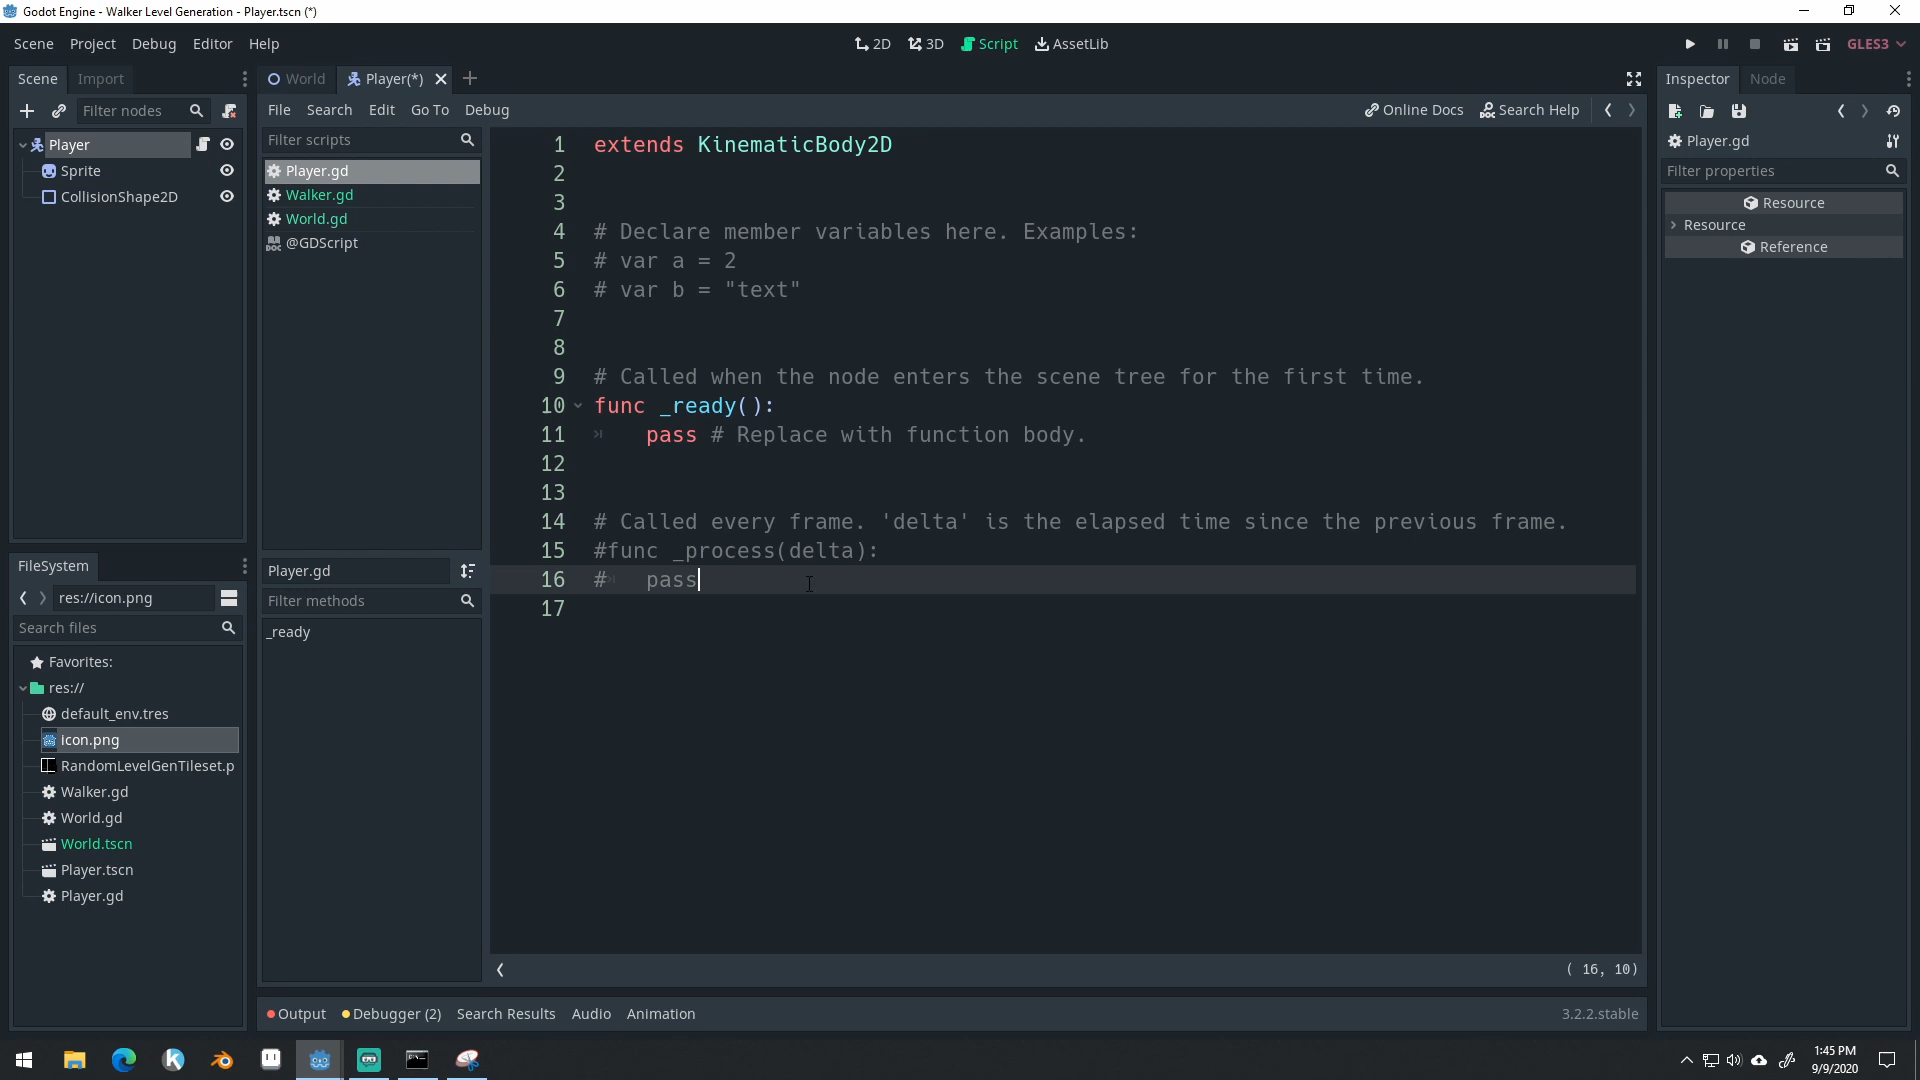 Godot Engine - Walker Level Generation - Player.tscn (*)
Scene Project Debug Editor Help
2D 3D Script AssetLib
GLES3
Scene Import
World Player(*)
Inspector Node
Filter nodes
File Search Edit Go To Debug
Online Docs Search Help
Player
Sprite
CollisionShape2D
Filter scripts
Player.gd
Walker.gd
World.gd
@GDScript
Player.gd
Filter methods
_ready
1 extends KinematicBody2D
2
3
4 # Declare member variables here. Examples:
5 # var a = 2
6 # var b = "text"
7
8
9 # Called when the node enters the scene tree for the first time.
10 func _ready():
11 pass # Replace with function body.
12
13
14 # Called every frame. 'delta' is the elapsed time since the previous frame.
15 #func _process(delta):
16 # pass
17
( 16, 10)
Player.gd
Filter properties
Resource
Resource
Reference
FileSystem
res://icon.png
Search files
Favorites:
res://
default_env.tres
icon.png
RandomLevelGenTileset.p
Walker.gd
World.gd
World.tscn
Player.tscn
Player.gd
Output Debugger (2) Search Results Audio Animation
3.2.2.stable
1:45 PM
9/9/2020